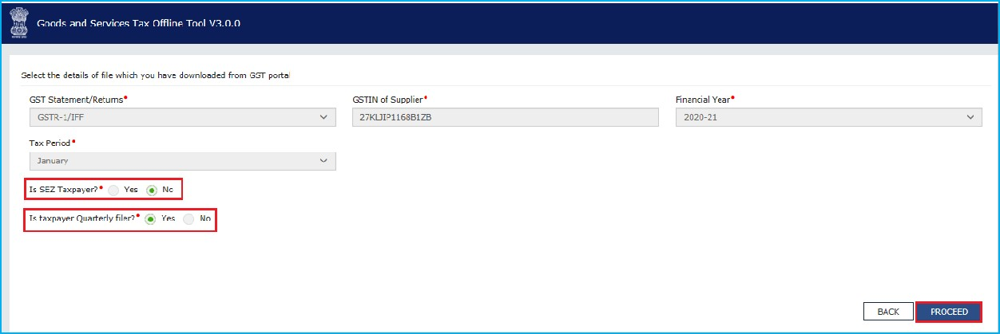 Goods and Services Tax Offline Tool V3.0.0
Select the details of file which you have downloaded from GST portal
GST Statement/Returns• GSTIN of Supplier• Financial Year•
GSTR-1/IFF 27KLJIP1168B1ZB 2020-21
Tax Period•
January
Is SEZ Taxpayer?• Yes No
Is taxpayer Quarterly filer?• Yes No
BACK PROCEED